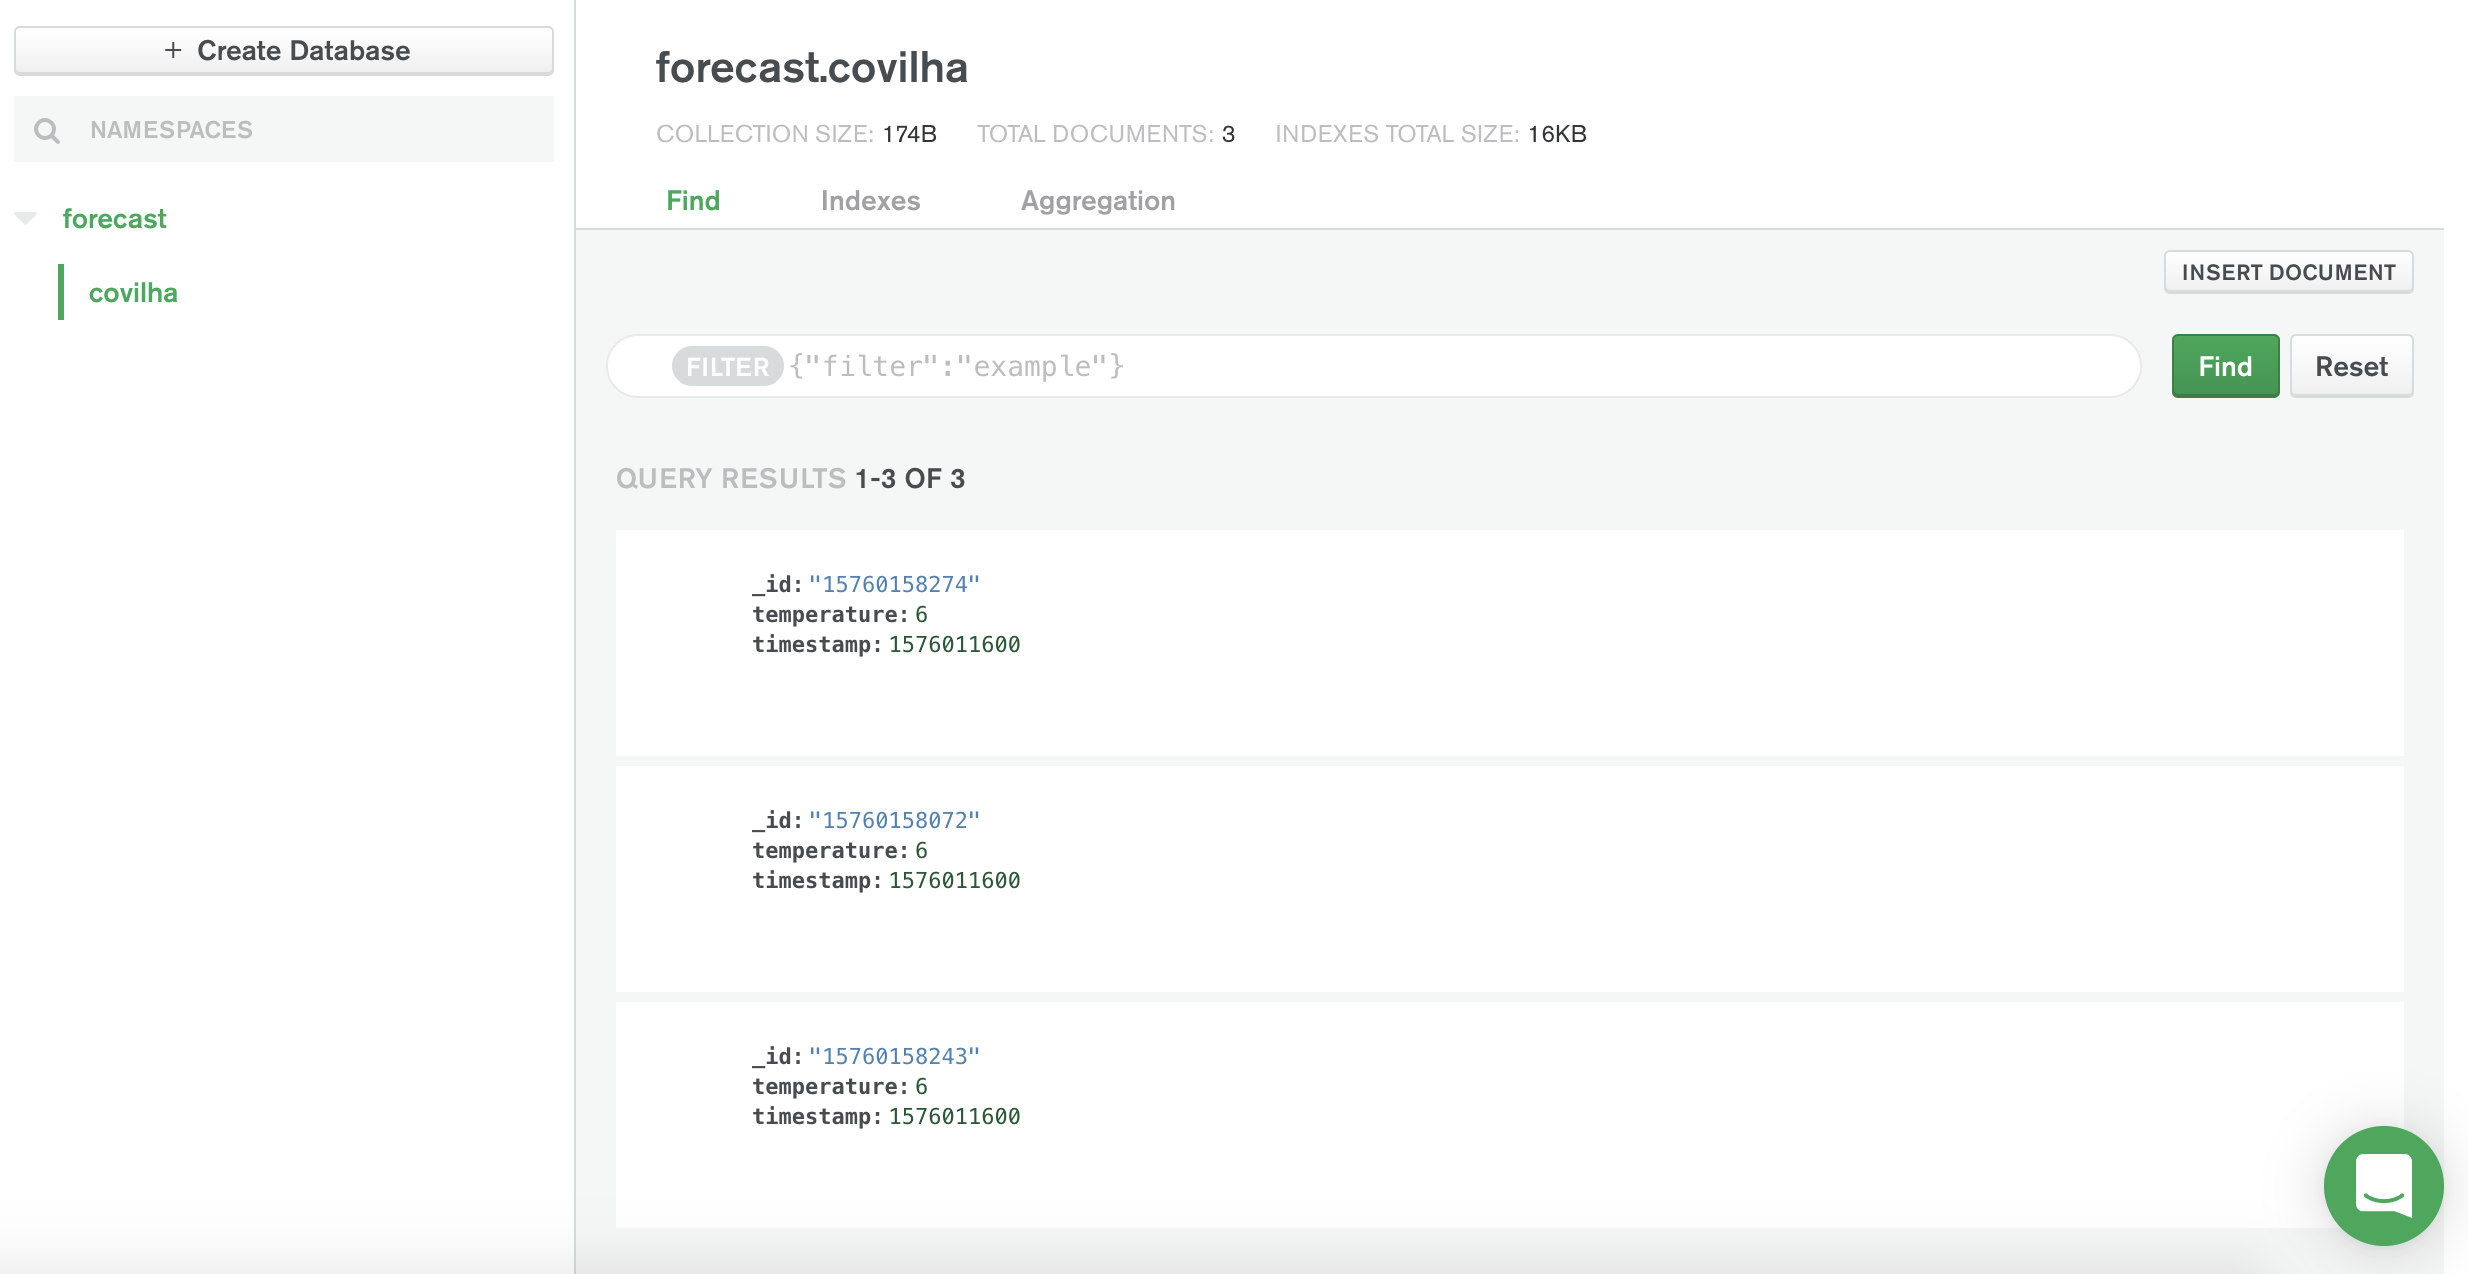 + Create Database
NAMESPACES
forecast
covilha
forecast.covilha
COLLECTION SIZE: 174B TOTAL DOCUMENTS: 3 INDEXES TOTAL SIZE: 16KB
Find Indexes Aggregation
INSERT DOCUMENT
FILTER {"filter":"example"} Find Reset
QUERY RESULTS 1-3 OF 3
_id: "15760158274"
temperature: 6
timestamp: 1576011600
_id: "15760158072"
temperature: 6
timestamp: 1576011600
_id: "15760158243"
temperature: 6
timestamp: 1576011600